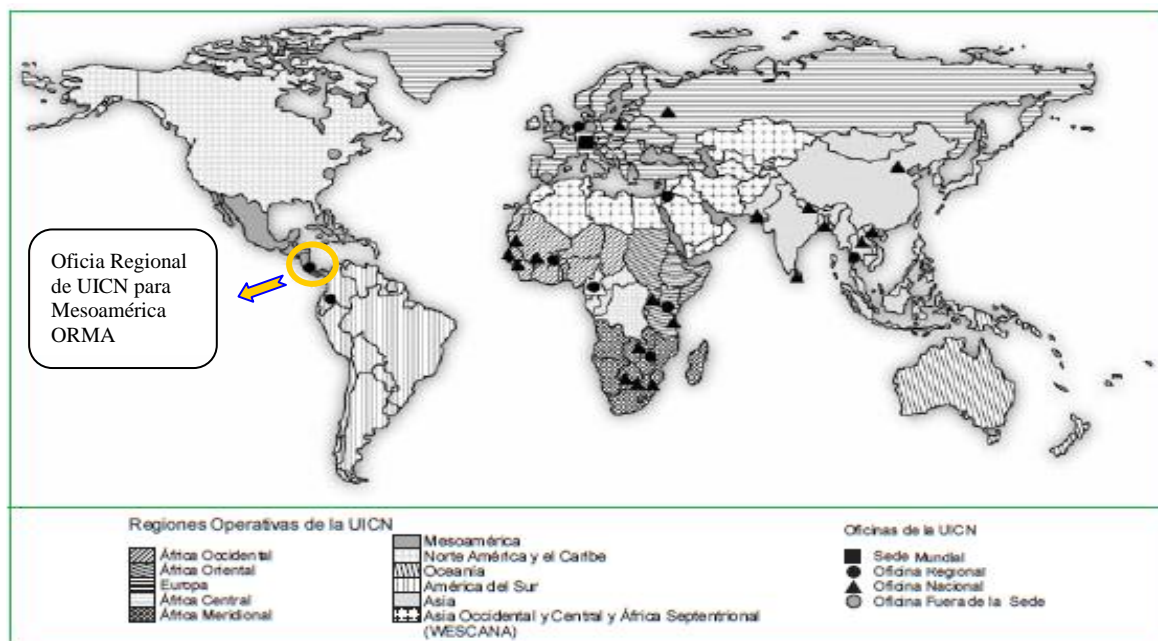 Oficia Regional
de UICN para
Mesoamérica
ORMA
Regiones Operativas de la UICN
África Occidental
África Oriental
Europa
África Central
África Meridional
Mesoamérica
Norte América y el Caribe
Oceanía
América del Sur
Asia
Asia Occidental y Central y África Septentrional
(WESCANA)
Oficinas de la UICN
Sede Mundial
Oficina Regional
Oficina Nacional
Oficina Fuera de la Sede